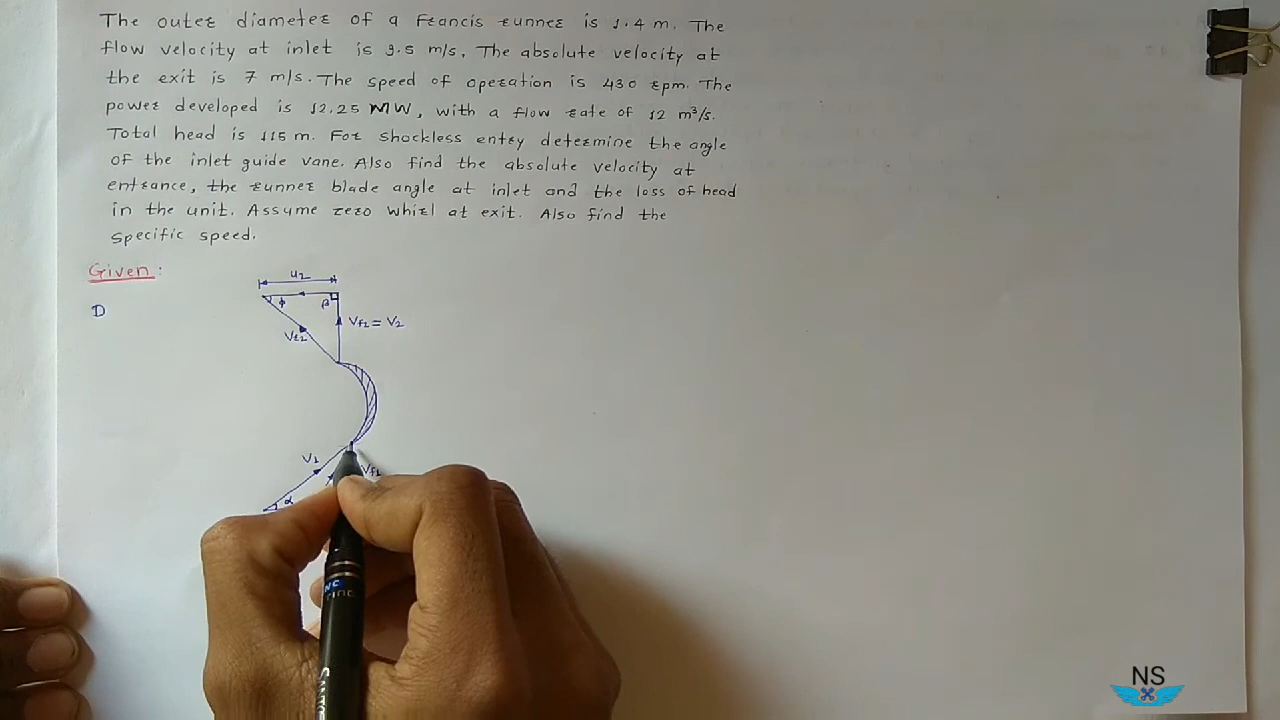 The outer diameter of a Francis runner is 1.4 m. The
flow velocity at inlet is 9.5 m/s. The absolute velocity at
the exit is 7 m/s. The speed of operation is 430 rpm. The
power developed is 12.25 MW, with a flow rate of 12 m³/s.
Total head is 115 m. For shockless entry determine the angle
of the inlet guide vane. Also find the absolute velocity at
entrance, the runner blade angle at inlet and the loss of head
in the unit. Assume zero whirl at exit. Also find the
specific speed.
Given :
u₂
D
ϕ β
Vf₂ = V₂
Vr₂
V₁
Vf₁
α
NS